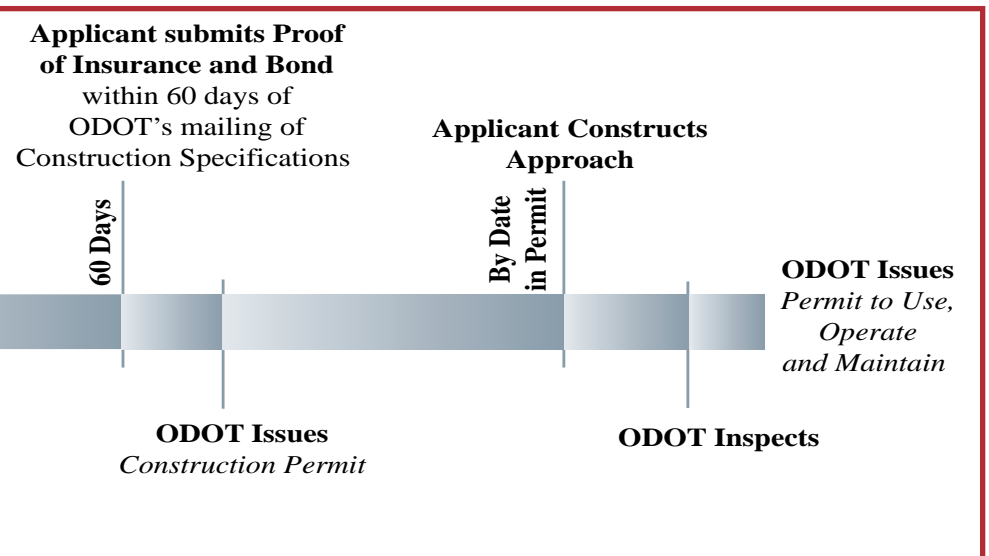 Applicant submits Proof
of Insurance and Bond
within 60 days of
ODOT’s mailing of
Construction Specifications
60 Days
Applicant Constructs
Approach
By Date
in Permit
ODOT Issues
Permit to Use,
Operate
and Maintain
ODOT Issues
Construction Permit
ODOT Inspects